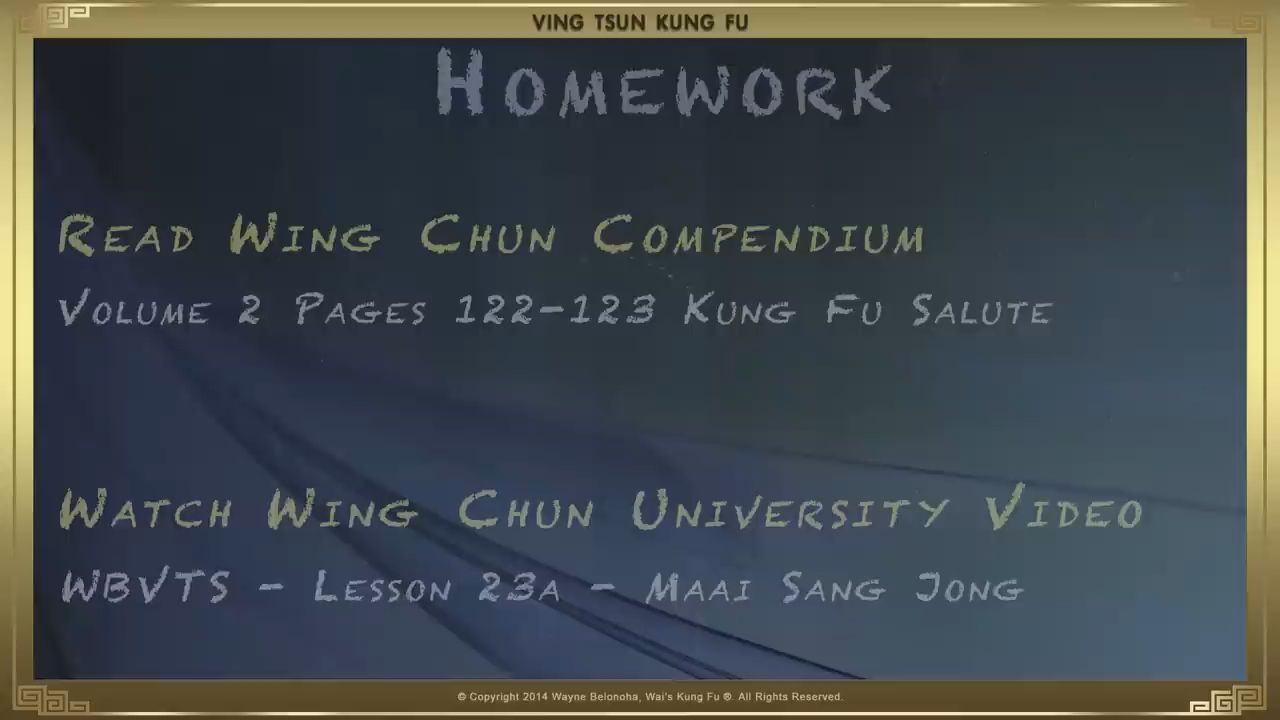 VING TSUN KUNG FU
HOMEWORK
READ WING CHUN COMPENDIUM
VOLUME 2 PAGES 122-123 KUNG FU SALUTE
WATCH WING CHUN UNIVERSITY VIDEO
WBVTS - LESSON 23A - MAAI SANG JONG
© Copyright 2014 Wayne Belonoha, Wai's Kung Fu ®. All Rights Reserved.